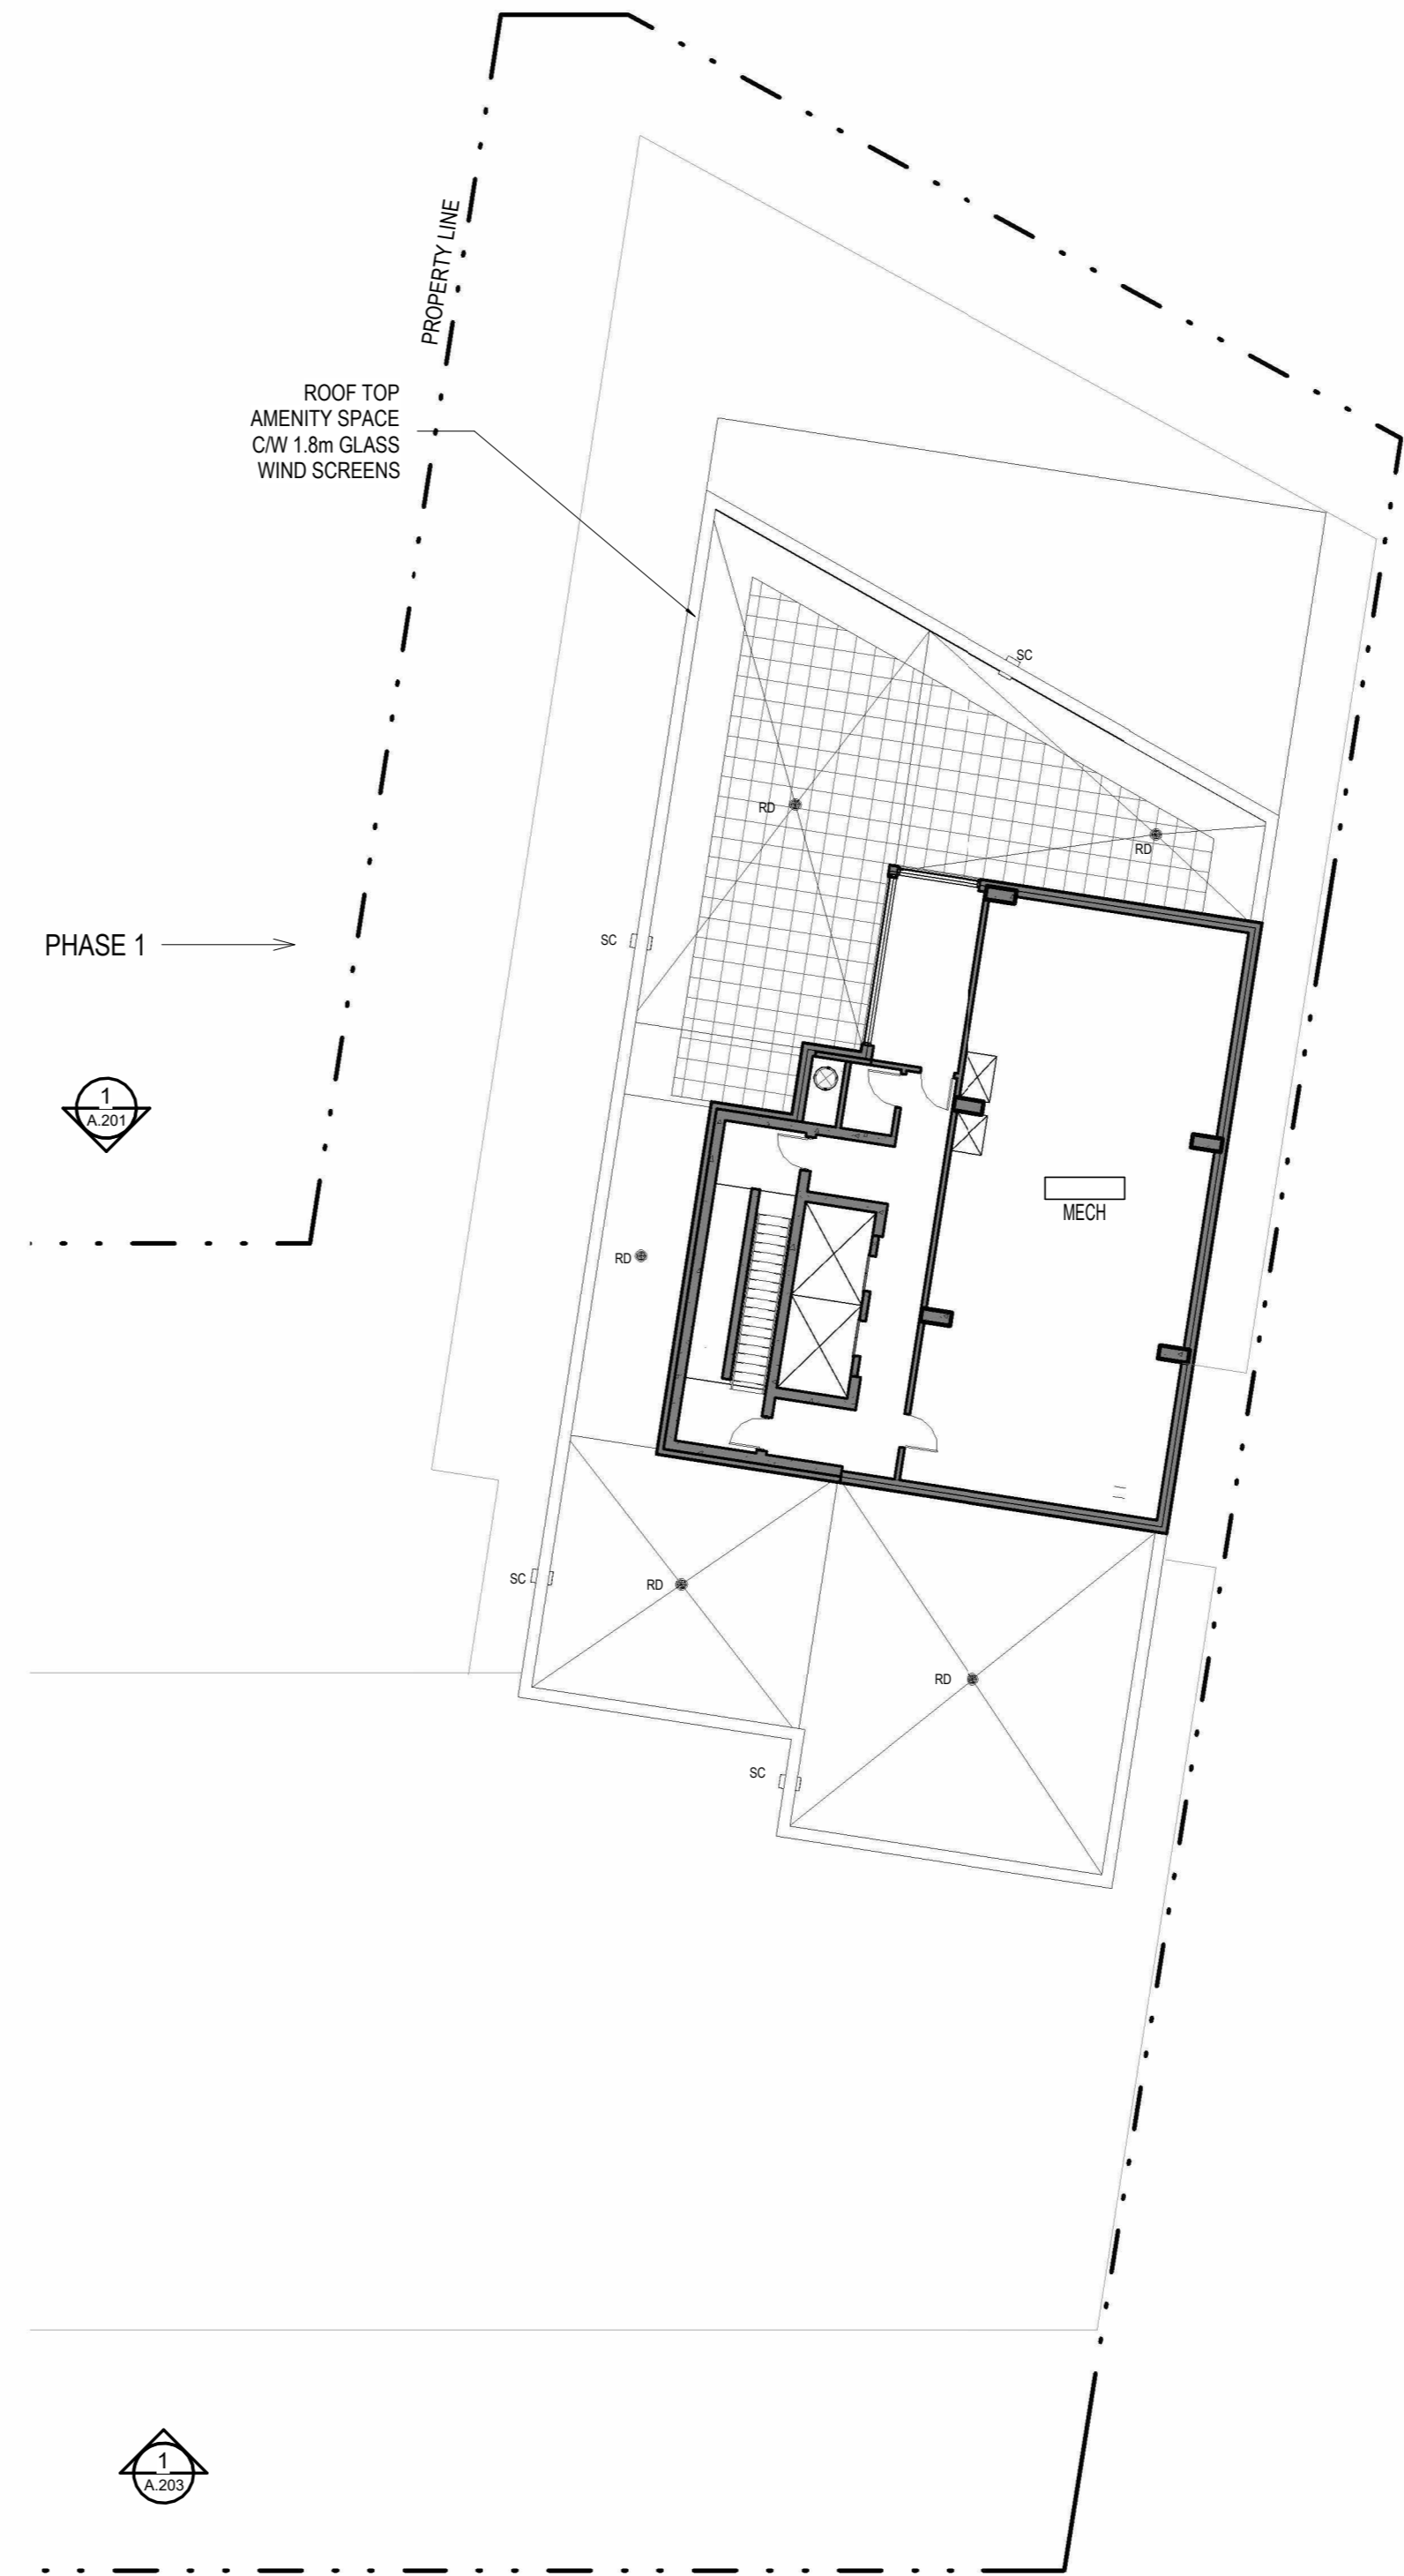 PROPERTY LINE
ROOF TOP
AMENITY SPACE
C/W 1.8m GLASS
WIND SCREENS
SC
RD
RD
PHASE 1
SC
1
A.201
MECH
RD
SC
RD
RD
SC
1
A.203